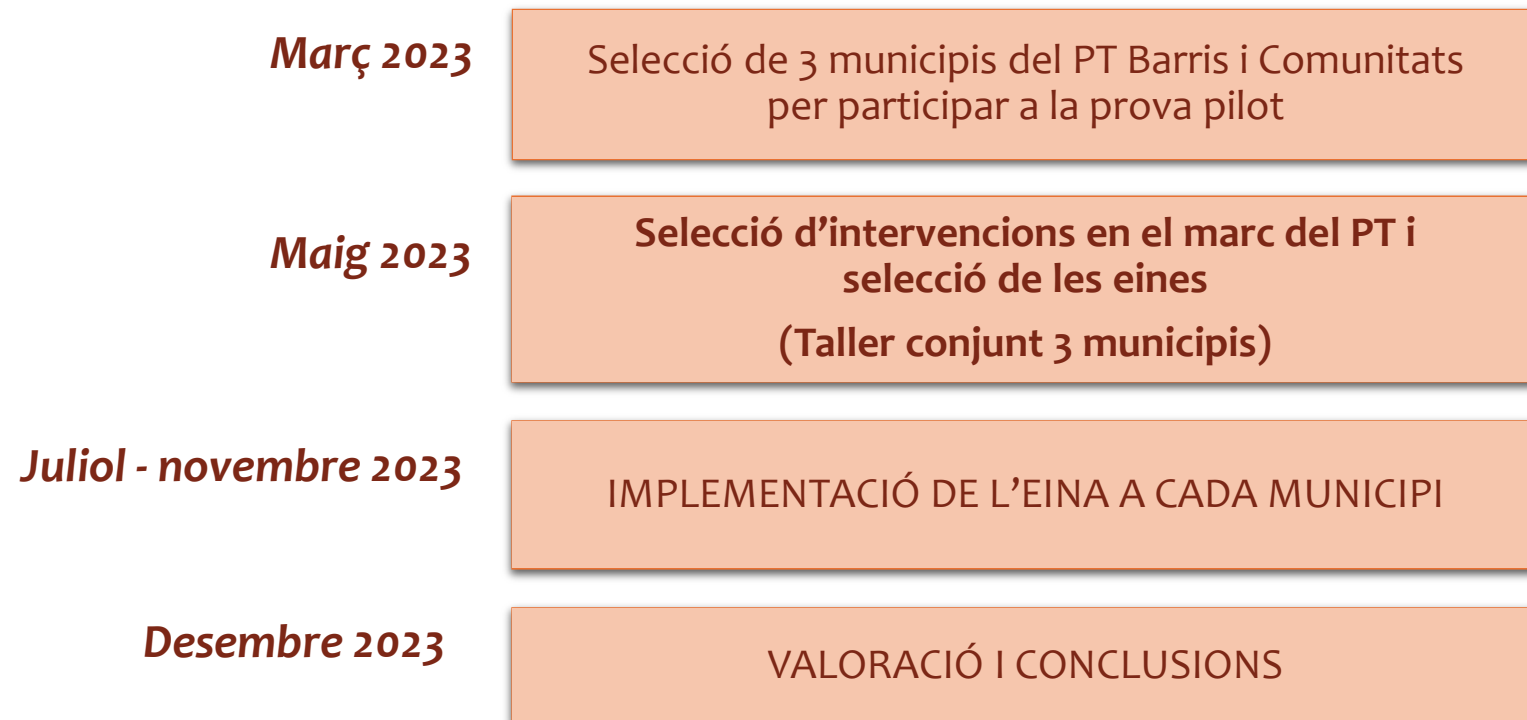 Març 2023
Selecció de 3 municipis del PT Barris i Comunitats
per participar a la prova pilot
Maig 2023
Selecció d’intervencions en el marc del PT i
selecció de les eines
(Taller conjunt 3 municipis)
Juliol - novembre 2023
IMPLEMENTACIÓ DE L’EINA A CADA MUNICIPI
Desembre 2023
VALORACIÓ I CONCLUSIONS